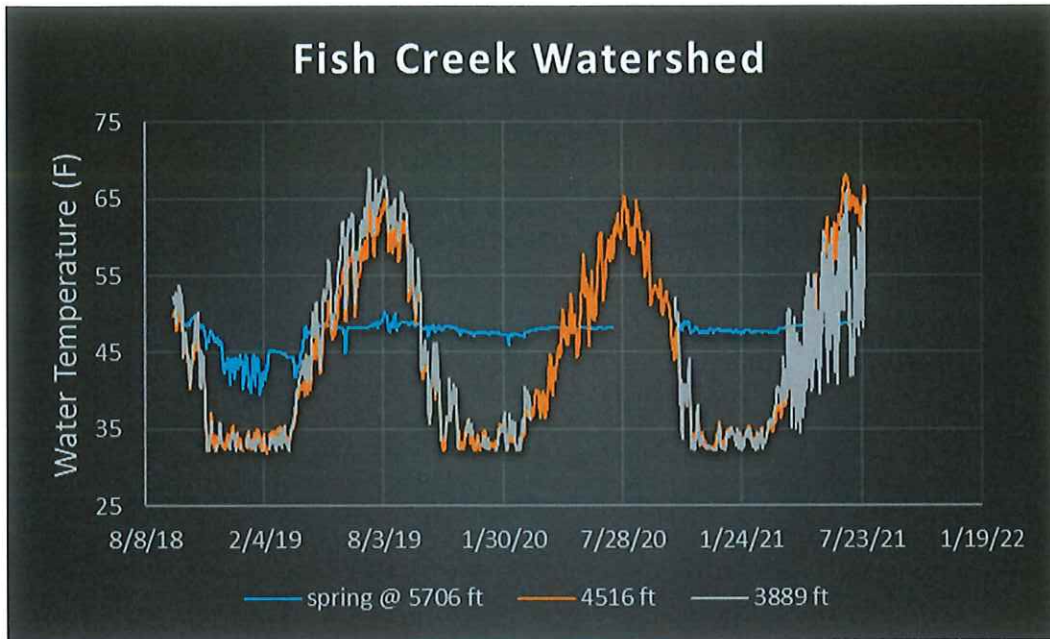 Fish Creek Watershed
Water Temperature (F)
75
65
55
45
35
25
8/8/18 2/4/19 8/3/19 1/30/20 7/28/20 1/24/21 7/23/21 1/19/22
spring @ 5706 ft 4516 ft 3889 ft